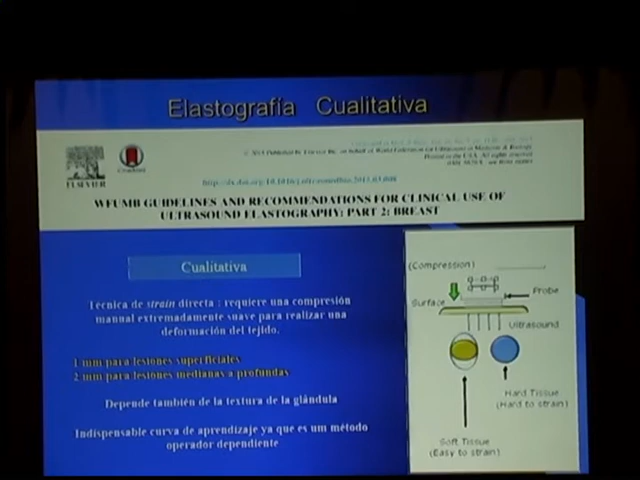 Elastografía Cualitativa
ELSEVIER
CrossMark
WFUMB GUIDELINES AND RECOMMENDATIONS FOR CLINICAL USE OF
ULTRASOUND ELASTOGRAPHY: PART 2: BREAST
Cualitativa
Técnica de strain directa : requiere una compresión
manual extremadamente suave para realizar una
deformación del tejido.
1 mm para lesiones superficiales
2 mm para lesiones medianas a profundas
Depende también de la textura de la glándula
Indispensable curva de aprendizaje ya que es um método
operador dependiente
(Compression)
Probe
Surface
Ultrasound
Hard Tissue
(Hard to strain)
Soft Tissue
(Easy to strain)